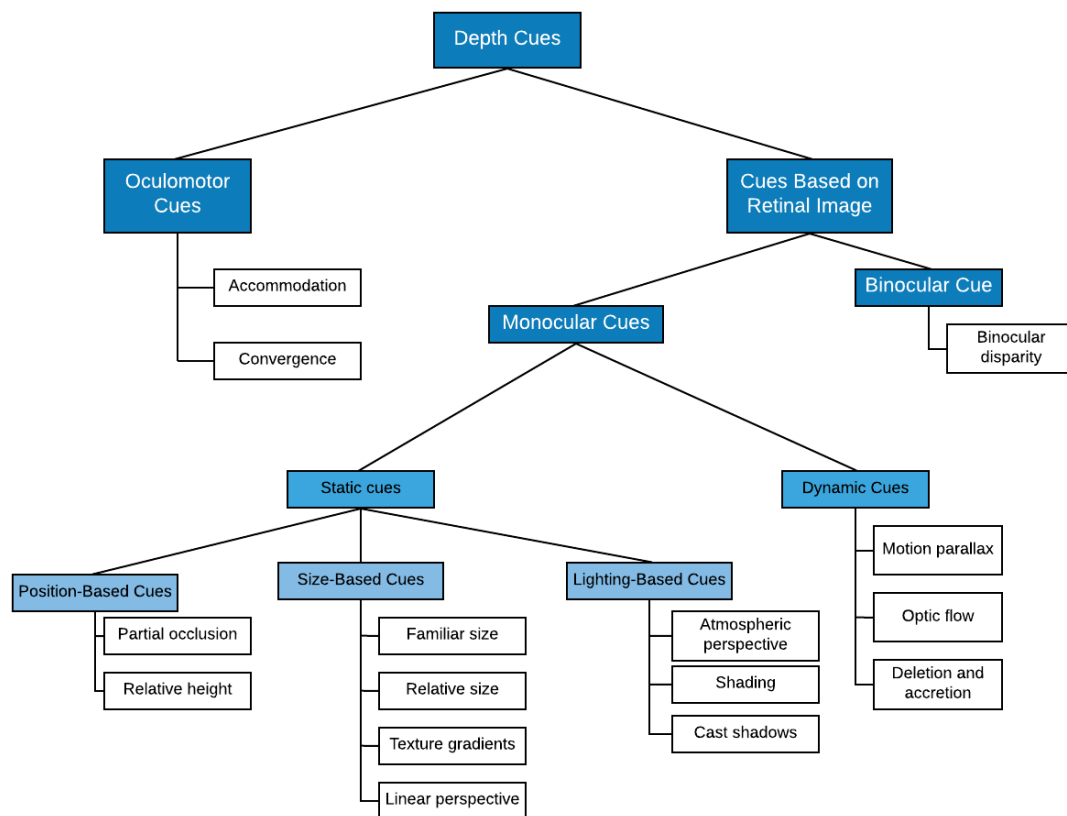 Depth Cues
Oculomotor
Cues
Cues Based on
Retinal Image
Accommodation
Convergence
Binocular Cue
Binocular
disparity
Monocular Cues
Static cues
Dynamic Cues
Position-Based Cues
Partial occlusion
Relative height
Size-Based Cues
Familiar size
Relative size
Texture gradients
Linear perspective
Lighting-Based Cues
Atmospheric
perspective
Shading
Cast shadows
Motion parallax
Optic flow
Deletion and
accretion